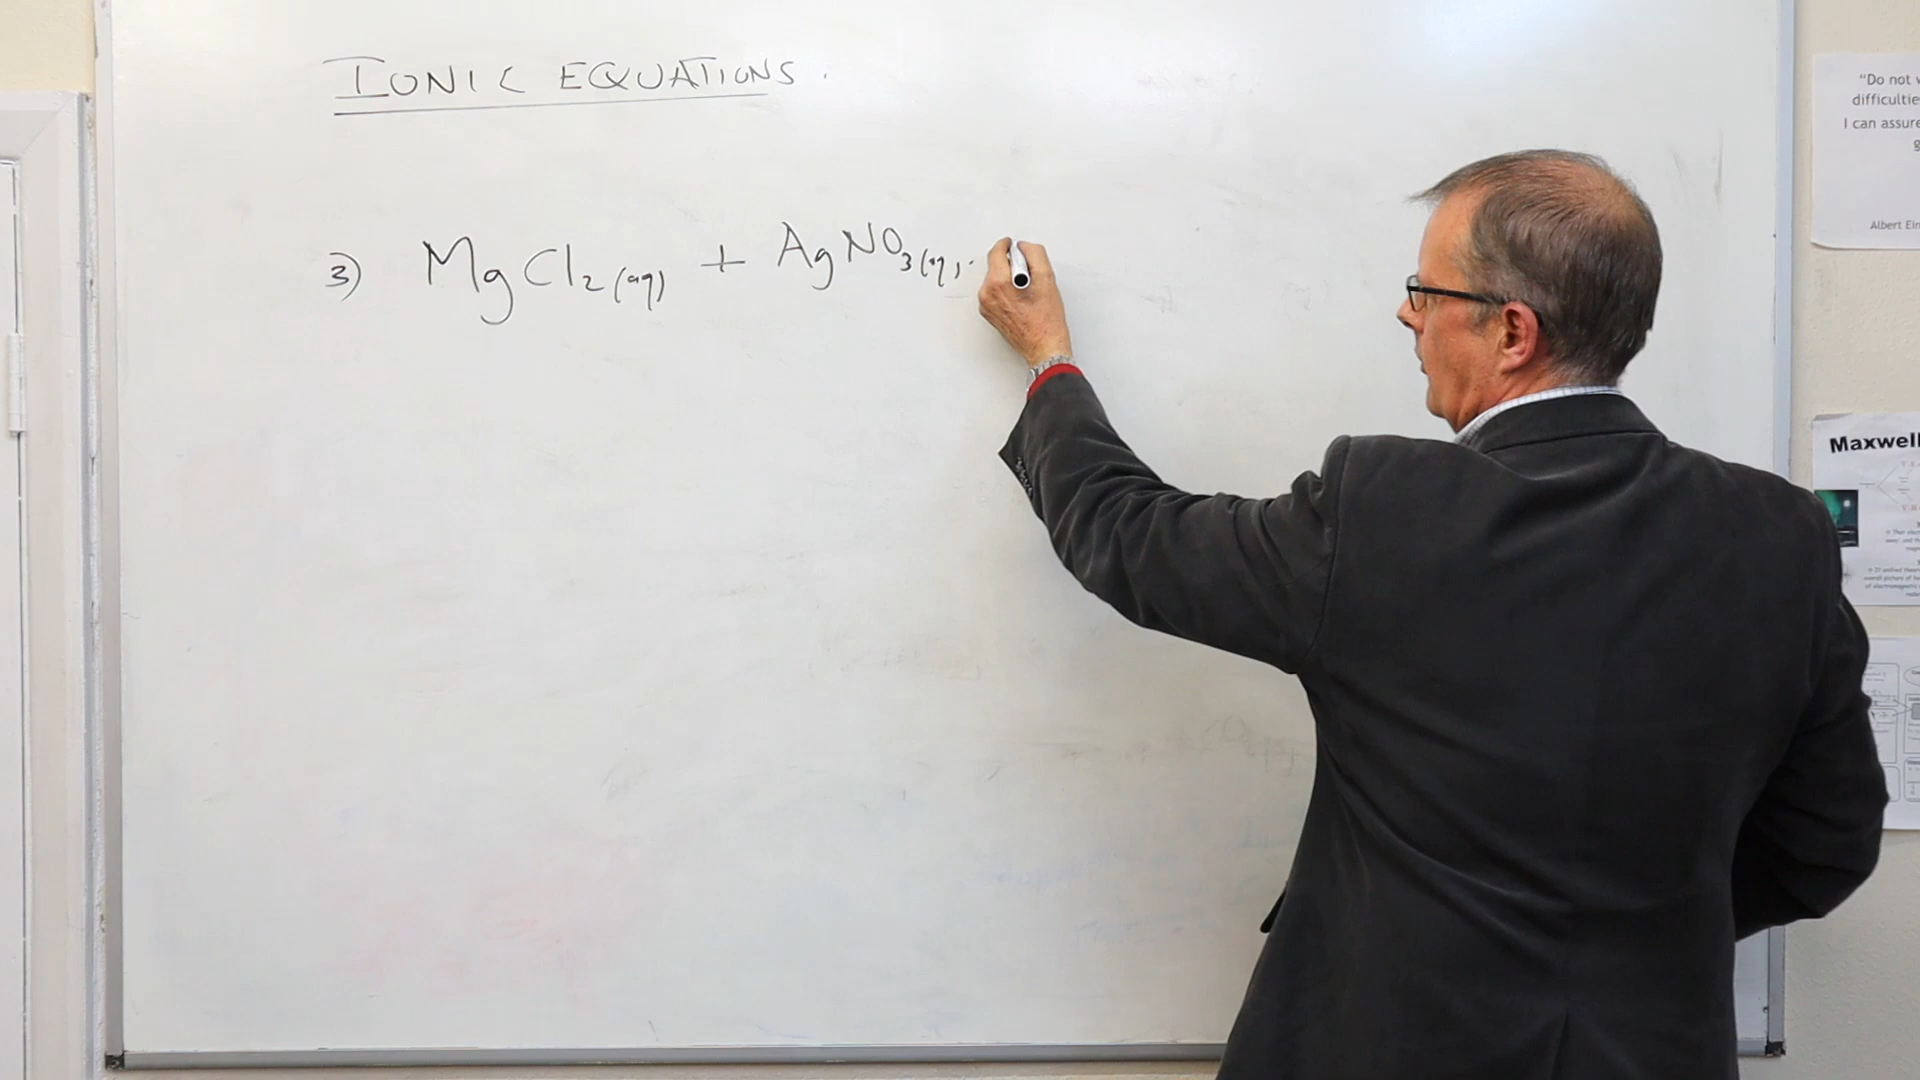 IONIC EQUATIONS.
3) MgCl₂(aq) + AgNO₃(aq)
"Do not
difficultie
I can assure
g
Albert Ein
Maxwell